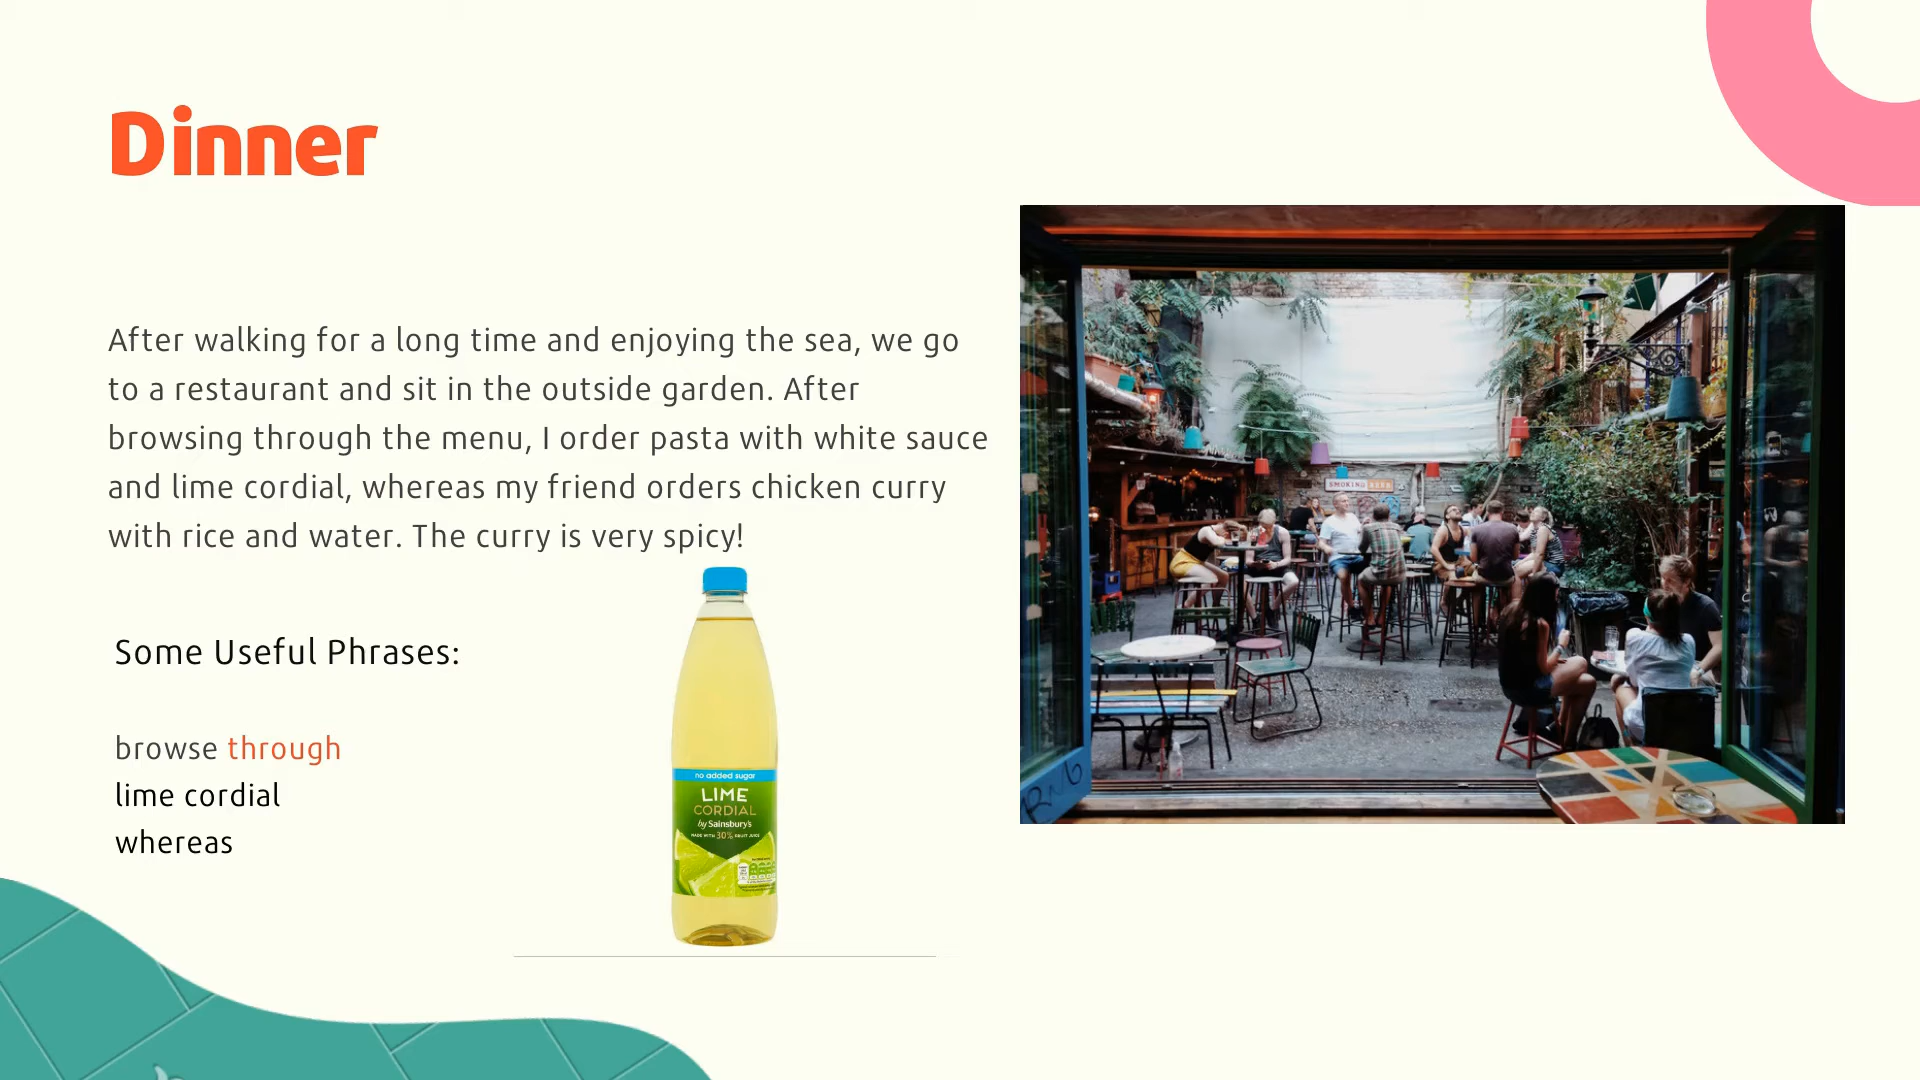 Dinner
After walking for a long time and enjoying the sea, we go
to a restaurant and sit in the outside garden. After
browsing through the menu, I order pasta with white sauce
and lime cordial, whereas my friend orders chicken curry
with rice and water. The curry is very spicy!
Some Useful Phrases:
browse through
lime cordial
whereas
no added sugar
LIME
CORDIAL
by Sainsbury's
MADE WITH 30% FRUIT JUICE
SMOKING